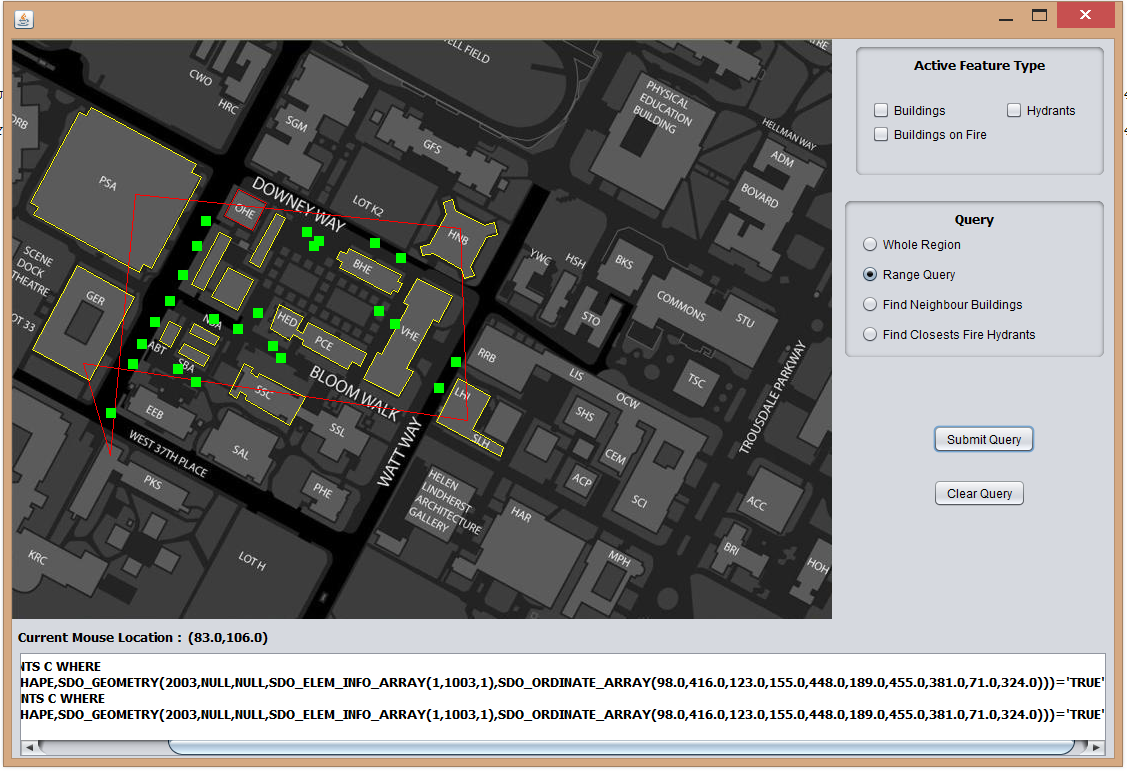 CWO
HRC
SGM
GFS
PHYSICAL
EDUCATION
BUILDING
HELLMAN WAY
ADM
BOVARD
PSA
OHE
DOWNEY WAY
LOT K2
HNB
SCENE
DOCK
THEATRE
GER
BHE
YWC
HSH
BKS
STO
COMMONS
STU
HED
PCE
VHE
SSC
BLOOM WALK
RRB
LIS
OCW
TSC
TROUSDALE PARKWAY
LHI
SLH
SHS
CEM
ACP
SCI
EEB
SAL
SSL
PHE
WEST 37TH PLACE
WATT WAY
PKS
LOT H
KRC
HELEN
LINDHERST
ARCHITECTURE
GALLERY
HAR
MPH
ACC
BRI
HOH
Active Feature Type
Buildings
Hydrants
Buildings on Fire
Query
Whole Region
Range Query
Find Neighbour Buildings
Find Closests Fire Hydrants
Submit Query
Clear Query
Current Mouse Location : (83.0,106.0)
NTS C WHERE
HAPE,SDO_GEOMETRY(2003,NULL,NULL,SDO_ELEM_INFO_ARRAY(1,1003,1),SDO_ORDINATE_ARRAY(98.0,416.0,123.0,155.0,448.0,189.0,455.0,381.0,71.0,324.0)))='TRUE'
NTS C WHERE
HAPE,SDO_GEOMETRY(2003,NULL,NULL,SDO_ELEM_INFO_ARRAY(1,1003,1),SDO_ORDINATE_ARRAY(98.0,416.0,123.0,155.0,448.0,189.0,455.0,381.0,71.0,324.0)))='TRUE'